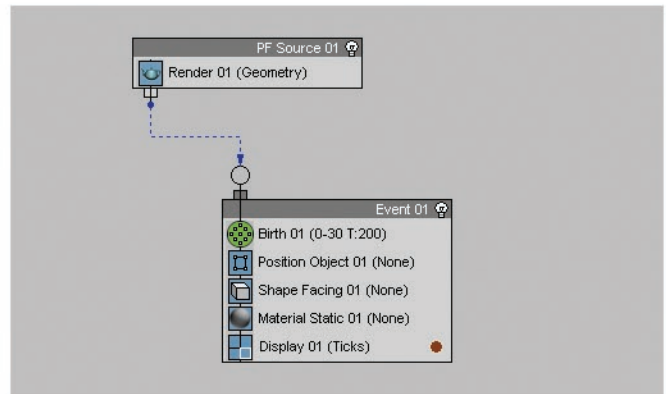 PF Source 01
Render 01 (Geometry)
Event 01
Birth 01 (0-30 T:200)
Position Object 01 (None)
Shape Facing 01 (None)
Material Static 01 (None)
Display 01 (Ticks)